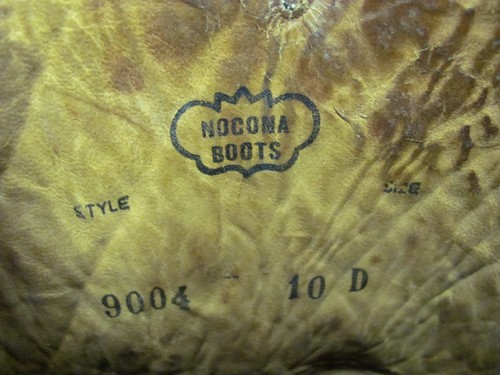 NOCONA
BOOTS
STYLE SIZE
9004 10 D